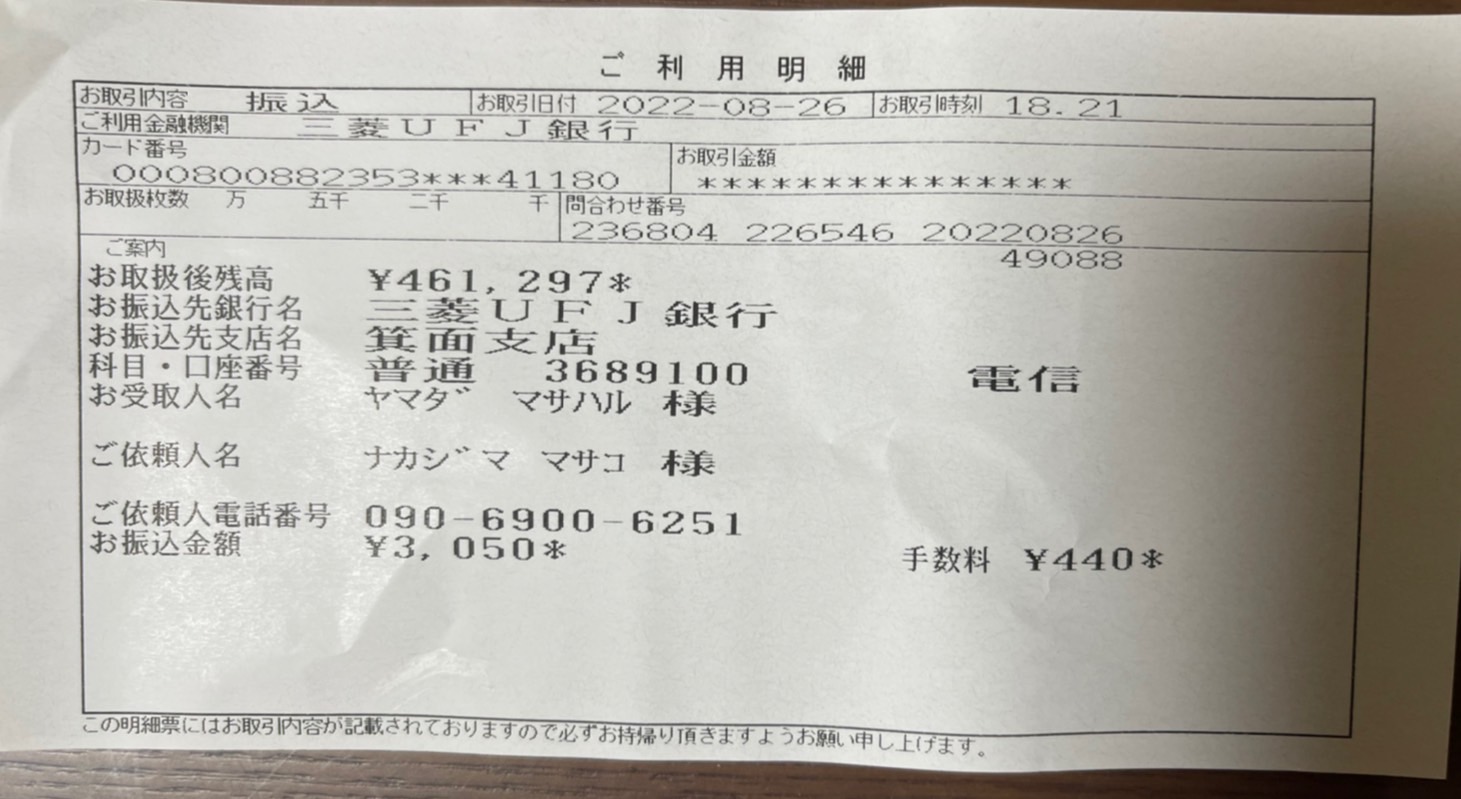 ご利用明細
お取引内容 振込 お取引日付 2022-08-26 お取引時刻 18.21
ご利用金融機関 三菱UFJ銀行
カード番号 お取引金額
000800882353***41180 ***************
お取扱枚数 万 五千 二千 千 問合わせ番号
236804 226546 20220826
ご案内 49088
お取扱後残高 ¥461,297*
お振込先銀行名 三菱UFJ銀行
お振込先支店名 箕面支店
科目・口座番号 普通 3689100 電信
お受取人名 ヤマダ マサハル 様
ご依頼人名 ナカジマ マサコ 様
ご依頼人電話番号 090-6900-6251
お振込金額 ¥3,050* 手数料 ¥440*
この明細票にはお取引内容が記載されておりますので必ずお持帰り頂きますようお願い申し上げます。